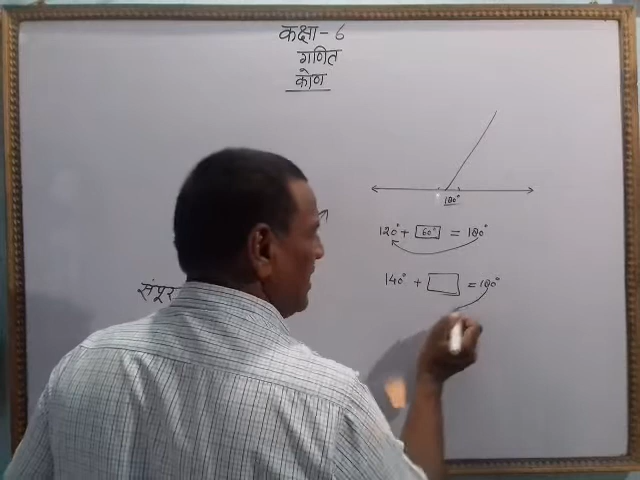 कक्षा - 6
गणित
कोण
180°
120° + 60° = 180°
140° + = 180°